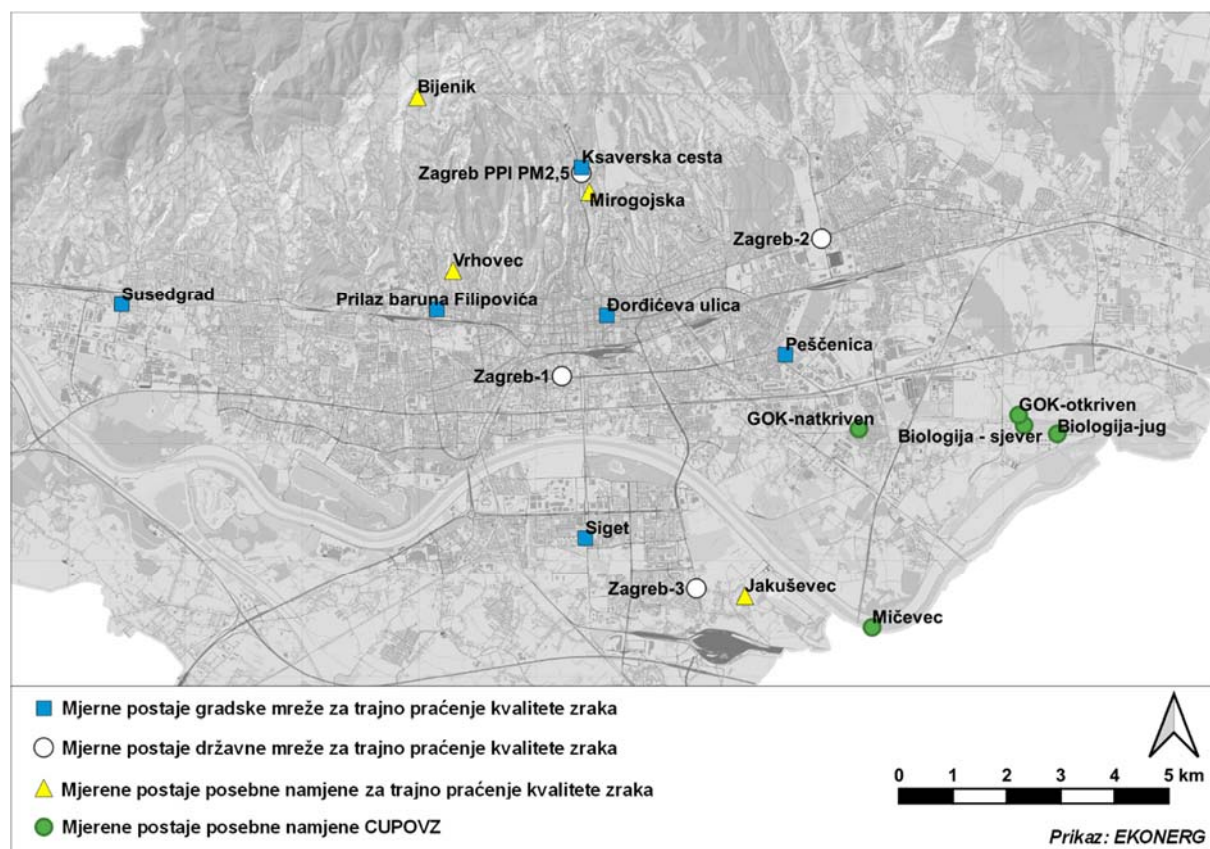 Bijenik
Ksaverska cesta
Zagreb PPI PM2,5
Mirogojska
Zagreb-2
Vrhovec
Susedgrad
Prilaz baruna Filipovića
Đorđićeva ulica
Peščenica
Zagreb-1
GOK-otkriven
GOK-natkriven
Biologija-jug
Biologija - sjever
Siget
Zagreb-3
Jakuševec
Mičevec
Mjerne postaje gradske mreže za trajno praćenje kvalitete zraka
Mjerne postaje državne mreže za trajno praćenje kvalitete zraka
Mjerene postaje posebne namjene za trajno praćenje kvalitete zraka
Mjerene postaje posebne namjene CUPOVZ
0 1 2 3 4 5 km
Prikaz: EKONERG